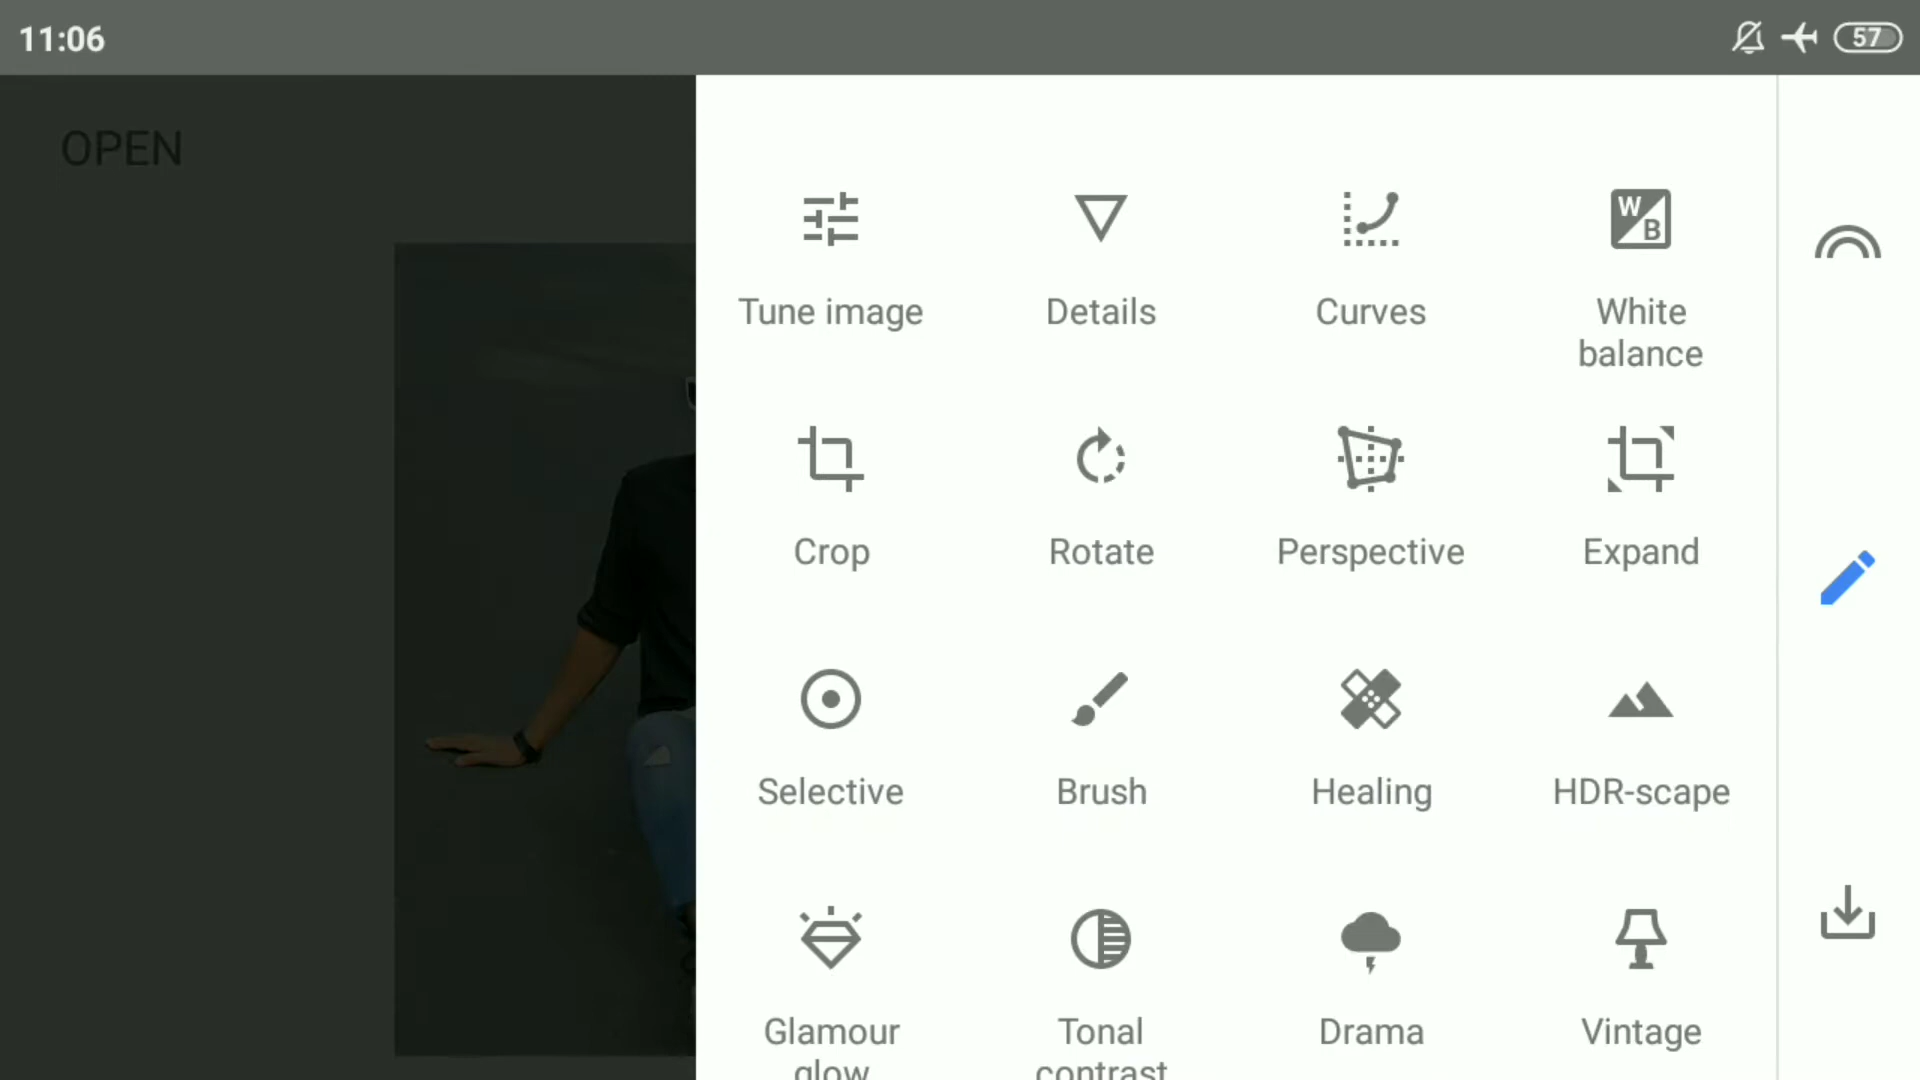 11:06
57
OPEN
W
B
Tune image
Details
Curves
White
balance
Crop
Rotate
Perspective
Expand
Selective
Brush
Healing
HDR-scape
Glamour
glow
Tonal
contrast
Drama
Vintage